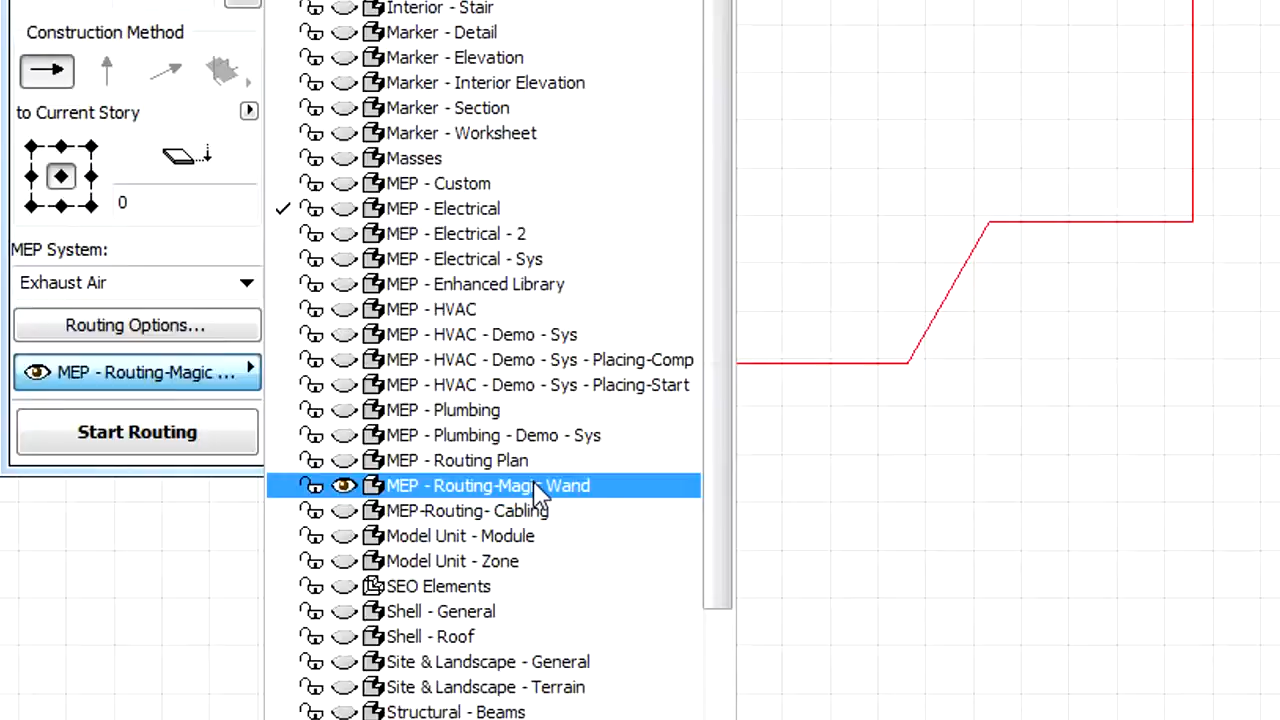 Construction Method
to Current Story
0
MEP System:
Exhaust Air
Routing Options...
MEP - Routing-Magic ...
Start Routing
Interior - Stair
Marker - Detail
Marker - Elevation
Marker - Interior Elevation
Marker - Section
Marker - Worksheet
Masses
MEP - Custom
MEP - Electrical
MEP - Electrical - 2
MEP - Electrical - Sys
MEP - Enhanced Library
MEP - HVAC
MEP - HVAC - Demo - Sys
MEP - HVAC - Demo - Sys - Placing-Comp
MEP - HVAC - Demo - Sys - Placing-Start
MEP - Plumbing
MEP - Plumbing - Demo - Sys
MEP - Routing Plan
MEP - Routing-Magic Wand
MEP-Routing- Cabling
Model Unit - Module
Model Unit - Zone
SEO Elements
Shell - General
Shell - Roof
Site & Landscape - General
Site & Landscape - Terrain
Structural - Beams